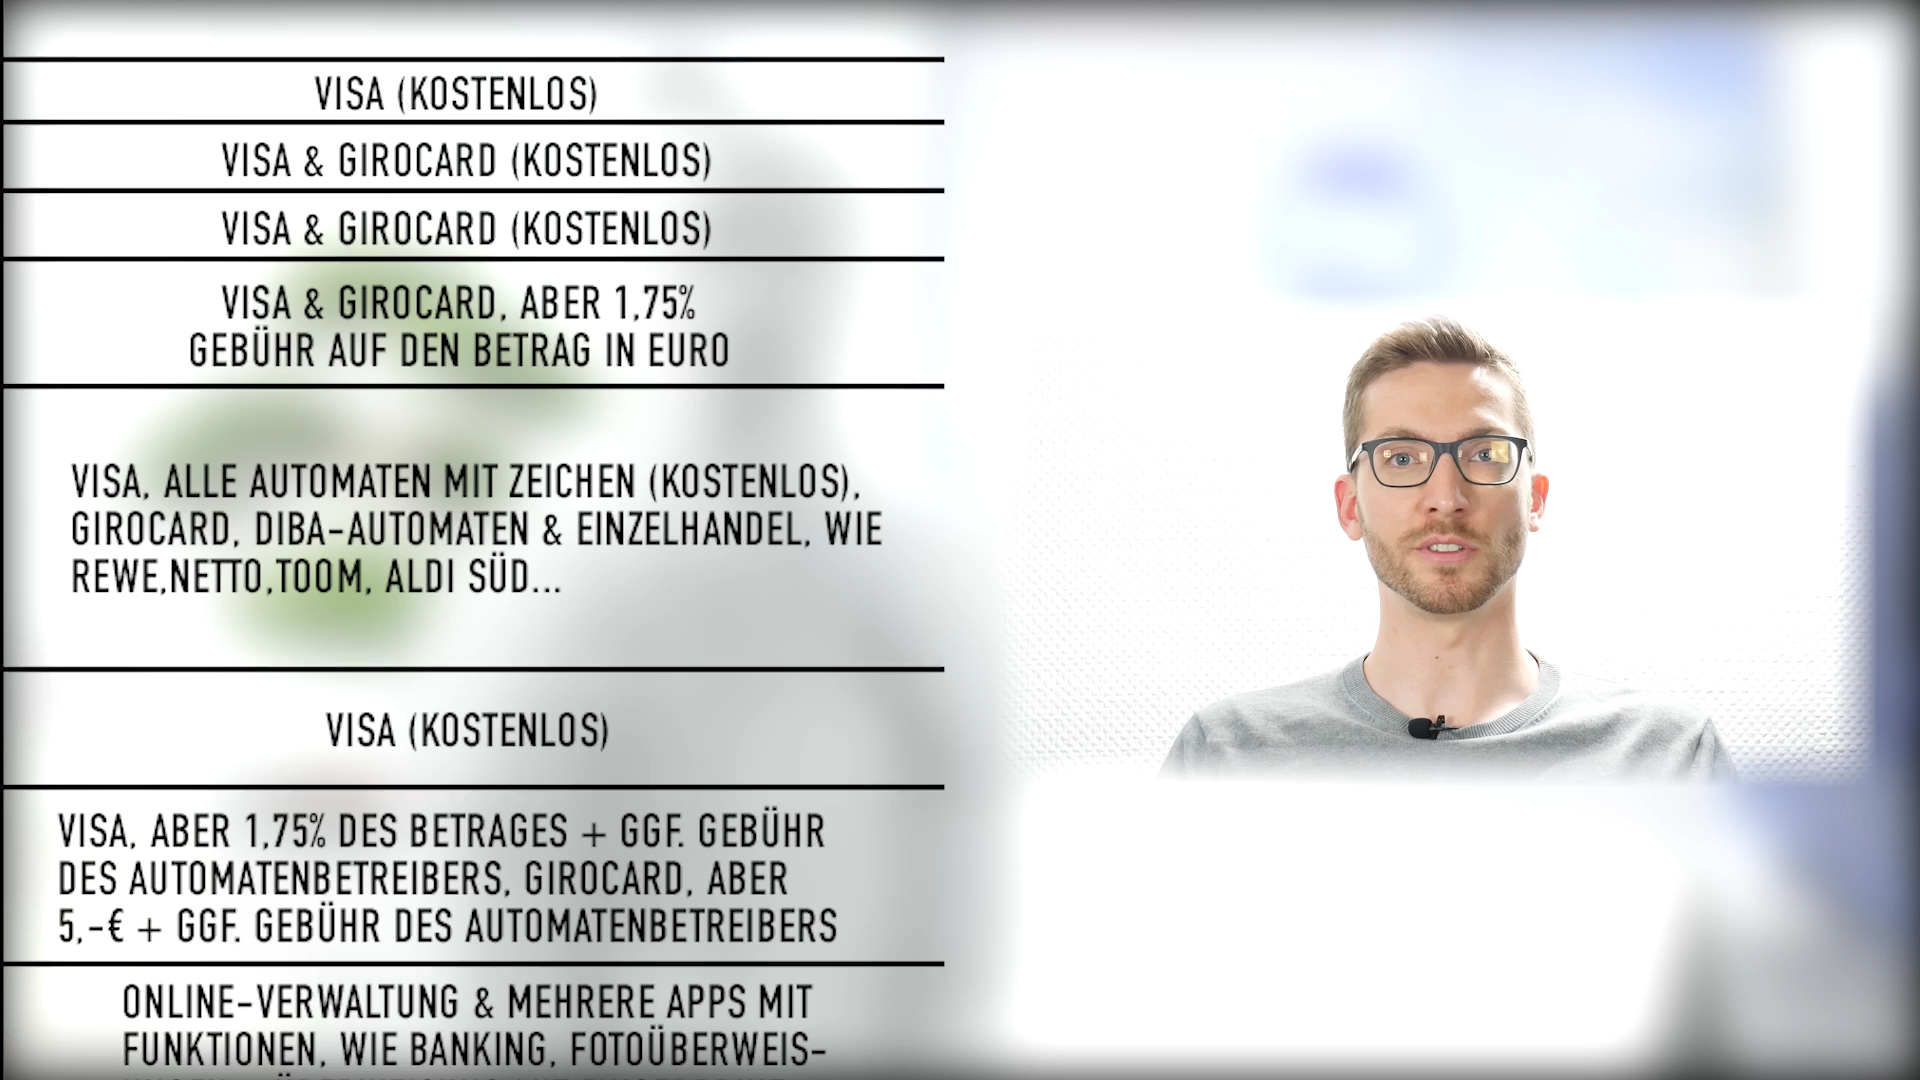 VISA (KOSTENLOS)
VISA & GIROCARD (KOSTENLOS)
VISA & GIROCARD (KOSTENLOS)
VISA & GIROCARD, ABER 1,75%
GEBÜHR AUF DEN BETRAG IN EURO
VISA, ALLE AUTOMATEN MIT ZEICHEN (KOSTENLOS),
GIROCARD, DIBA-AUTOMATEN & EINZELHANDEL, WIE
REWE,NETTO,TOOM, ALDI SÜD...
VISA (KOSTENLOS)
VISA, ABER 1,75% DES BETRAGES + GGF. GEBÜHR
DES AUTOMATENBETREIBERS, GIROCARD, ABER
5,-€ + GGF. GEBÜHR DES AUTOMATENBETREIBERS
ONLINE-VERWALTUNG & MEHRERE APPS MIT
FUNKTIONEN, WIE BANKING, FOTOÜBERWEIS-